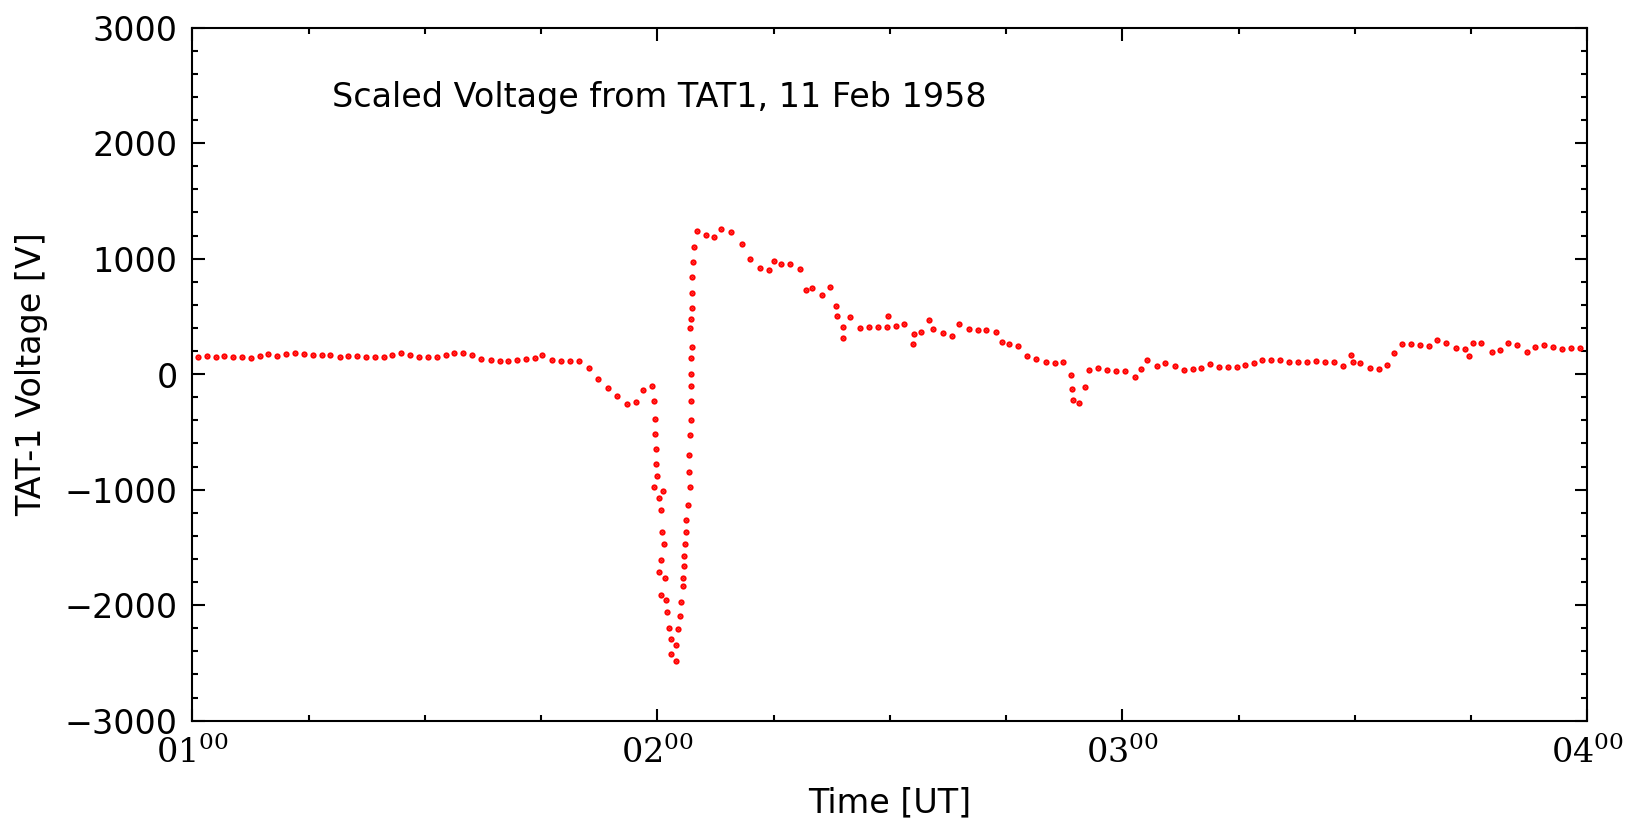 Scaled Voltage from TAT1, 11 Feb 1958
TAT-1 Voltage [V]
3000
2000
1000
0
−1000
−2000
−3000
01⁰⁰ 02⁰⁰ 03⁰⁰ 04⁰⁰
Time [UT]